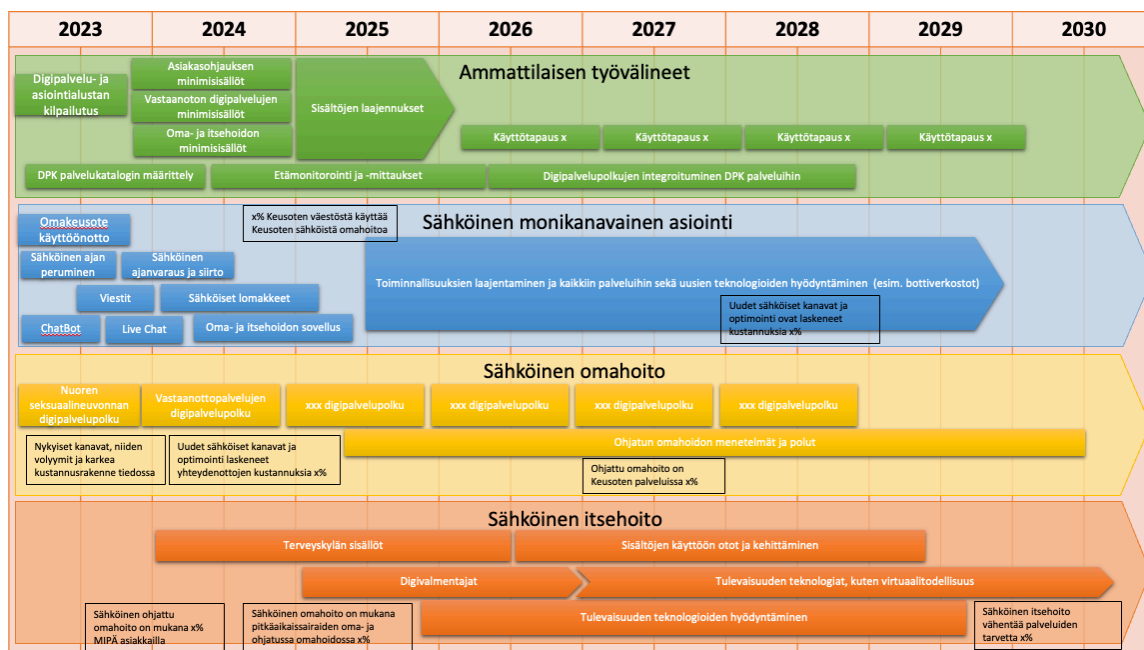 2023 2024 2025 2026 2027 2028 2029 2030
Ammattilaisen työvälineet
Digipalvelu- ja
asiointialustan
kilpailutus
Asiakasohjauksen
minimisisällöt
Vastaanoton digipalvelujen
minimisisällöt
Oma- ja itsehoidon
minimisisällöt
Sisältöjen laajennukset
Käyttötapaus x
Käyttötapaus x
Käyttötapaus x
Käyttötapaus x
DPK palvelukatalogin määrittely
Etämonitorointi ja -mittaukset
Digipalvelupolkujen integroituminen DPK palveluihin
Sähköinen monikanavainen asiointi
Omakeusote
käyttöönotto
x% Keusoten väestöstä käyttää
Keusoten sähköistä omahoitoa
Sähköinen ajan
peruminen
Sähköinen
ajanvaraus ja siirto
Viestit
Sähköiset lomakkeet
ChatBot
Live Chat
Oma- ja itsehoidon sovellus
Toiminnallisuuksien laajentaminen ja kaikkiin palveluihin sekä uusien teknologioiden hyödyntäminen (esim. bottiverkostot)
Uudet sähköiset kanavat ja
optimointi ovat laskeneet
kustannuksia x%
Sähköinen omahoito
Nuoren
seksuaalineuvonnan
digipalvelupolku
Vastaanottopalvelujen
digipalvelupolku
xxx digipalvelupolku
xxx digipalvelupolku
xxx digipalvelupolku
xxx digipalvelupolku
Ohjatun omahoidon menetelmät ja polut
Nykyiset kanavat, niiden
volyymit ja karkea
kustannusrakenne tiedossa
Uudet sähköiset kanavat ja
optimointi laskeneet
yhteydenottojen kustannuksia x%
Ohjattu omahoito on
Keusoten palveluissa x%
Sähköinen itsehoito
Terveyskylän sisällöt
Sisältöjen käyttöön otot ja kehittäminen
Digivalmentajat
Tulevaisuuden teknologiat, kuten virtuaalitodellisuus
Tulevaisuuden teknologioiden hyödyntäminen
Sähköinen ohjattu
omahoito on mukana x%
MIPÄ asiakkailla
Sähköinen omahoito on mukana
pitkäaikaissairaiden oma- ja
ohjatussa omahoidossa x%
Sähköinen itsehoito
vähentää palveluiden
tarvetta x%